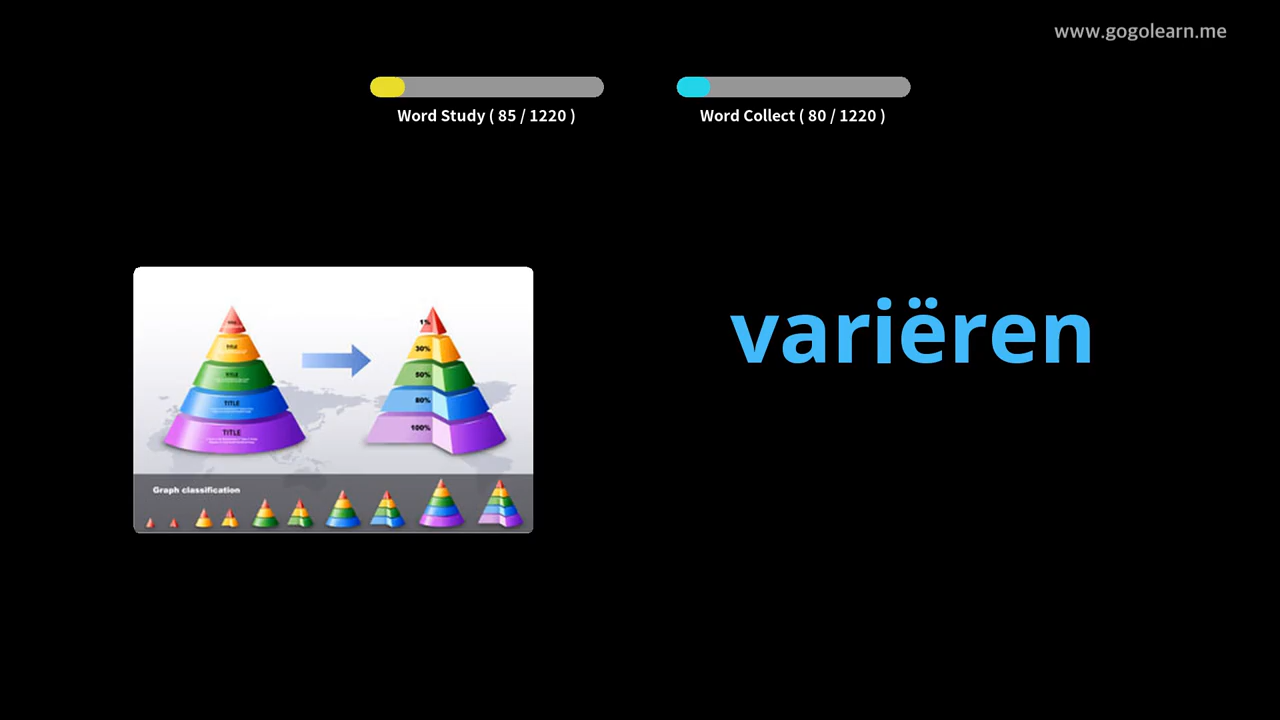 www.gogolearn.me
Word Study ( 85 / 1220 )
Word Collect ( 80 / 1220 )
variëren
1%
TITLE
30%
TITLE
50%
TITLE
80%
TITLE
100%
Graph classification